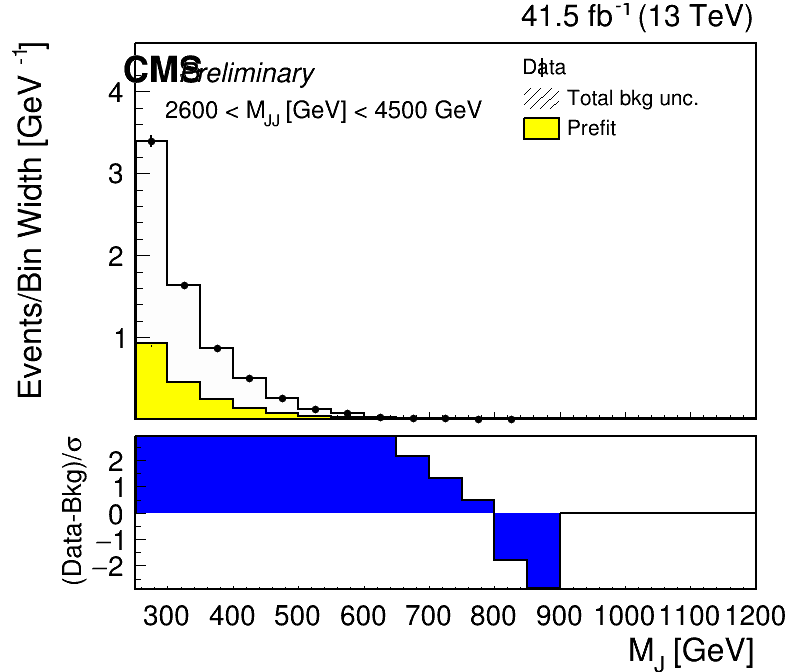 41.5 fb⁻¹ (13 TeV)
CMS Preliminary
2600 < M_JJ [GeV] < 4500 GeV
Data
Total bkg unc.
Prefit
Events/Bin Width [GeV⁻¹]
4
3
2
1
(Data-Bkg)/σ
2
1
0
−1
−2
300 400 500 600 700 800 900 1000 1100 1200
M_J [GeV]